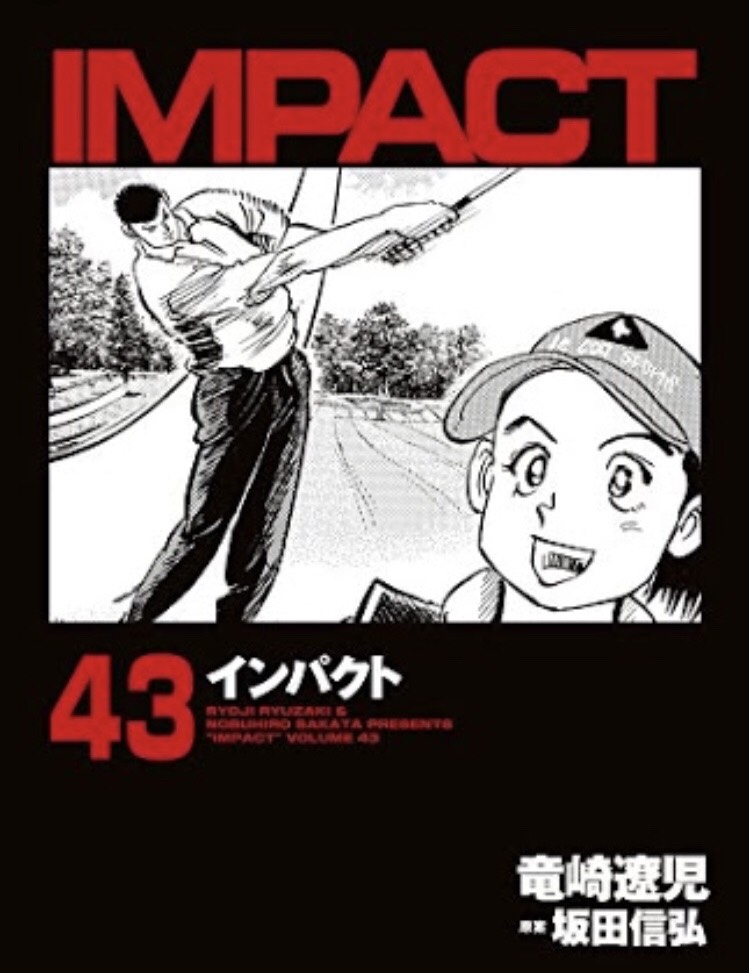 IMPACT
43
インパクト
RYOJI RYUZAKI &
NOBUHIRO SAKATA PRESENTS
"IMPACT" VOLUME 43
竜崎遼児
原案 坂田信弘